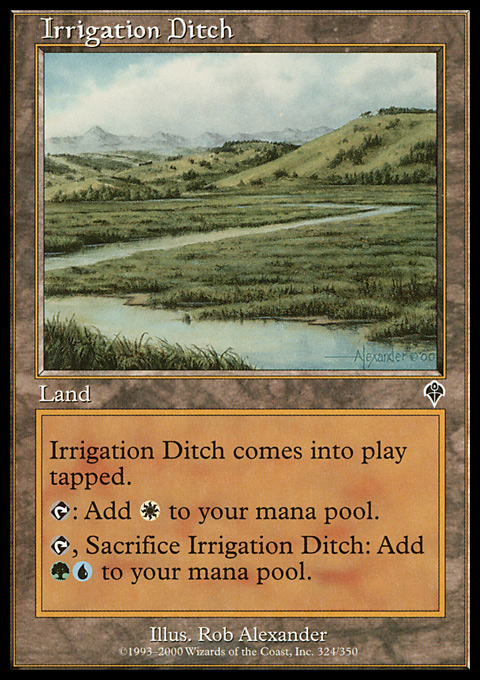 Irrigation Ditch
Alexander © '00
Land
Irrigation Ditch comes into play
tapped.
: Add to your mana pool.
, Sacrifice Irrigation Ditch: Add
to your mana pool.
Illus. Rob Alexander
©1993-2000 Wizards of the Coast, Inc. 324/350